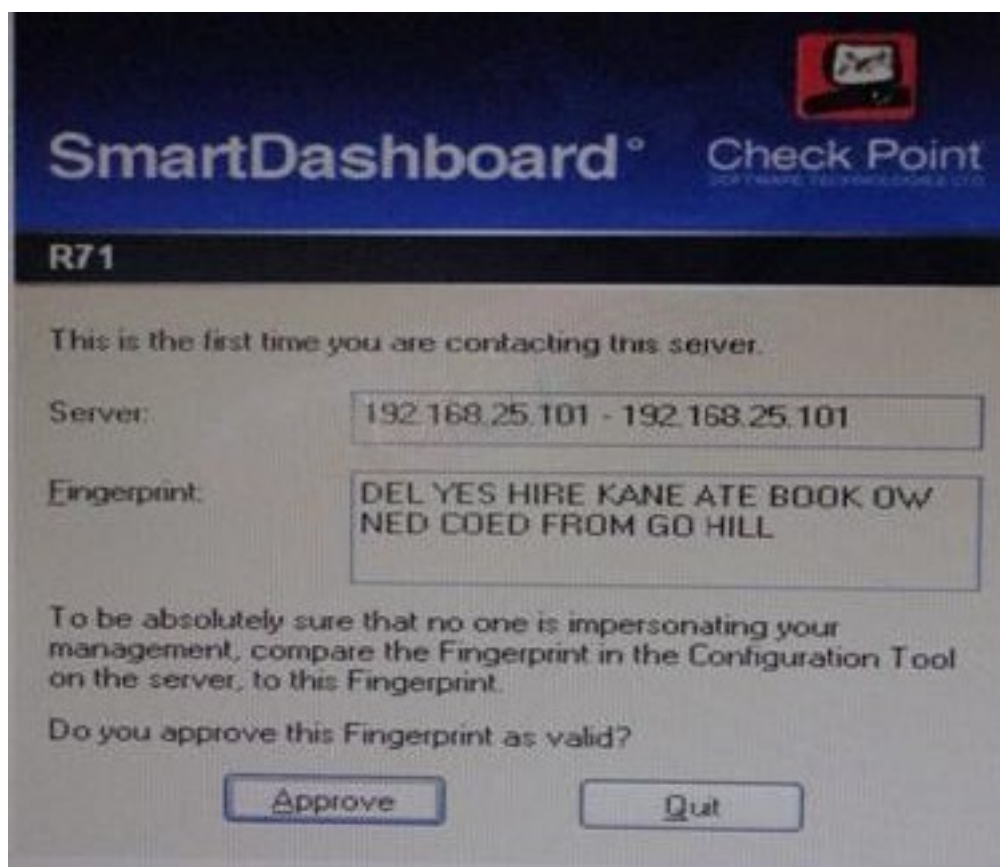 SmartDashboard®
Check Point
SOFTWARE TECHNOLOGIES LTD.
R71
This is the first time you are contacting this server.
Server:
192.168.25.101 - 192.168.25.101
Fingerprint:
DEL YES HIRE KANE ATE BOOK OW
NED COED FROM GO HILL
To be absolutely sure that no one is impersonating your
management, compare the Fingerprint in the Configuration Tool
on the server, to this Fingerprint.
Do you approve this Fingerprint as valid?
Approve
Quit